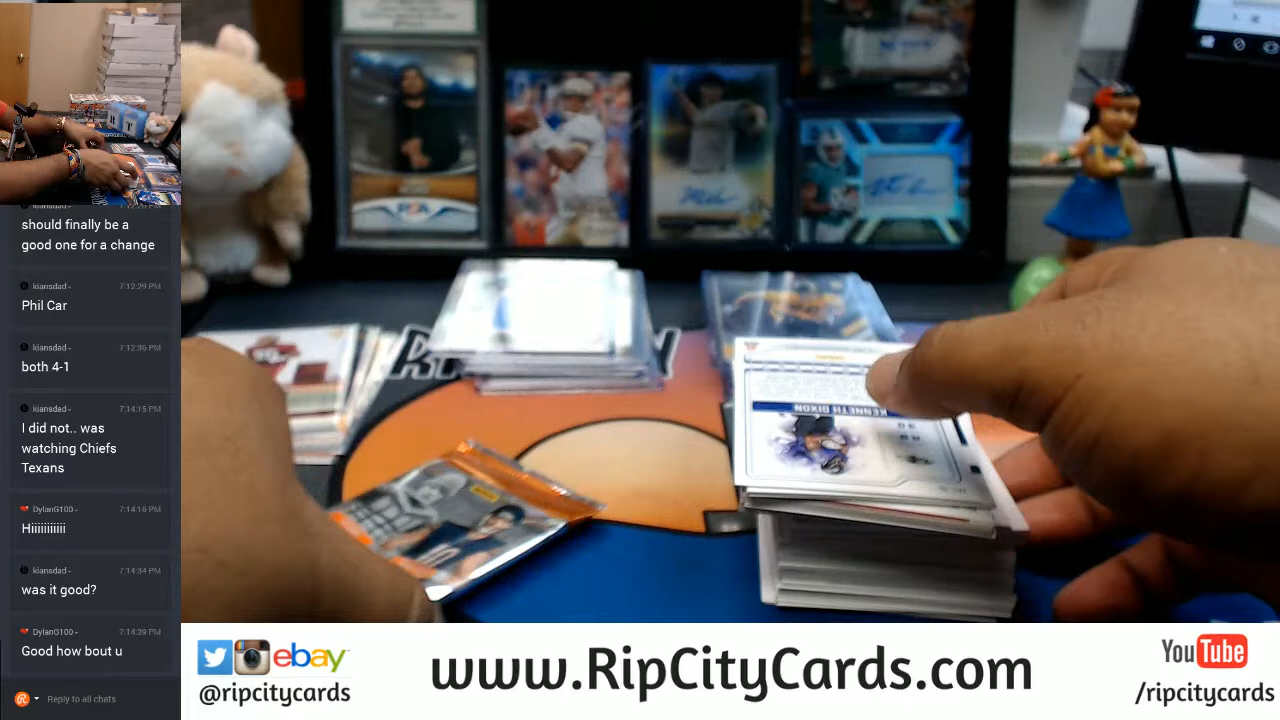 should finally be a
good one for a change
kiansdad - 7:12:29 PM
Phil Car
kiansdad - 7:12:36 PM
both 4-1
kiansdad - 7:14:15 PM
I did not.. was
watching Chiefs
Texans
DylanG100 - 7:14:16 PM
Hiiiiiiiiiii
kiansdad - 7:14:34 PM
was it good?
DylanG100 - 7:14:39 PM
Good how bout u
Reply to all chats
KENNETH DIXON
ebay
@ripcitycards
www.RipCityCards.com
YouTube
/ripcitycards